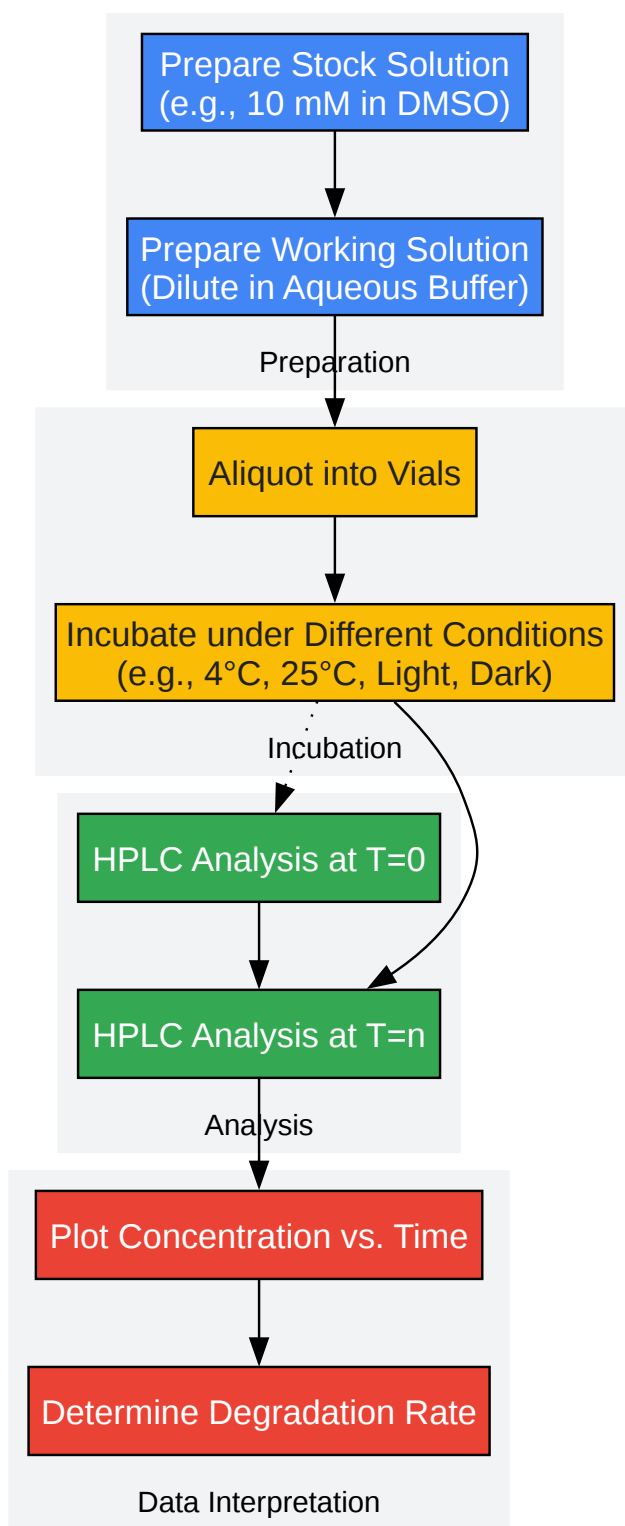 Prepare Stock Solution
(e.g., 10 mM in DMSO)
Prepare Working Solution
(Dilute in Aqueous Buffer)
Preparation
Aliquot into Vials
Incubate under Different Conditions
(e.g., 4°C, 25°C, Light, Dark)
Incubation
HPLC Analysis at T=0
HPLC Analysis at T=n
Analysis
Plot Concentration vs. Time
Determine Degradation Rate
Data Interpretation